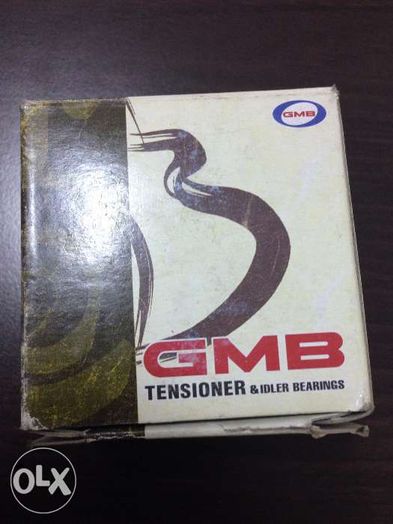 GMB
GMB
TENSIONER & IDLER BEARINGS
OLX